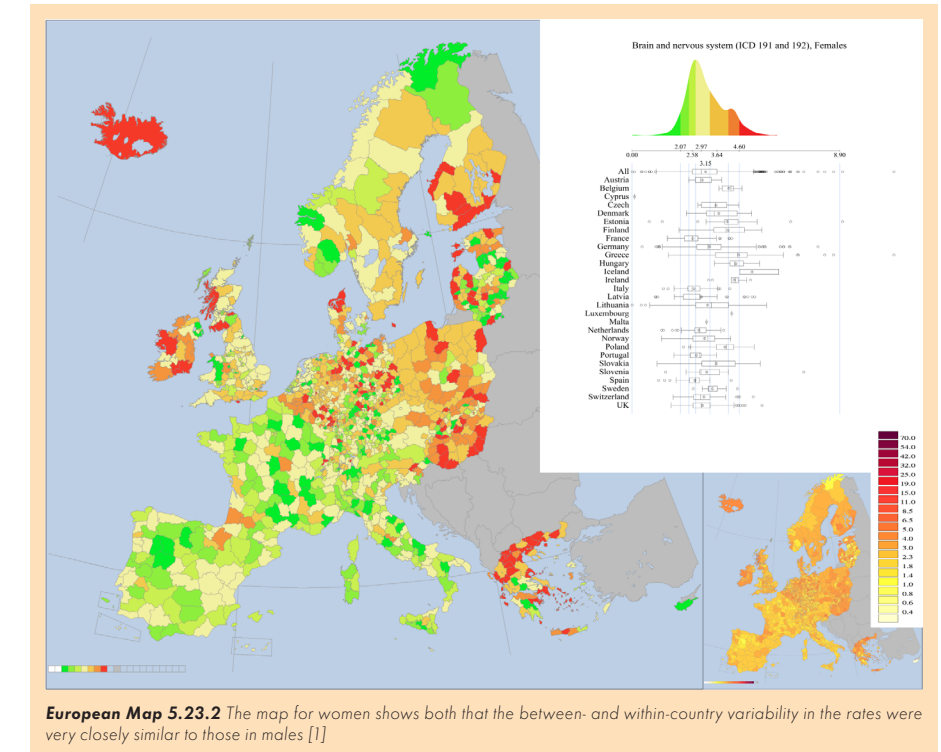 Brain and nervous system (ICD 191 and 192), Females
2.07 2.97 4.60
0.00 2.58 3.64 8.90
3.15
All
Austria
Belgium
Cyprus
Czech
Denmark
Estonia
Finland
France
Germany
Greece
Hungary
Iceland
Ireland
Italy
Latvia
Lithuania
Luxembourg
Malta
Netherlands
Norway
Poland
Portugal
Slovakia
Slovenia
Spain
Sweden
Switzerland
UK
70.0
54.0
42.0
32.0
25.0
19.0
15.0
11.0
8.5
6.5
5.0
4.0
3.0
2.3
1.8
1.4
1.0
0.8
0.6
0.4
European Map 5.23.2 The map for women shows both that the between- and within-country variability in the rates were
very closely similar to those in males [1]